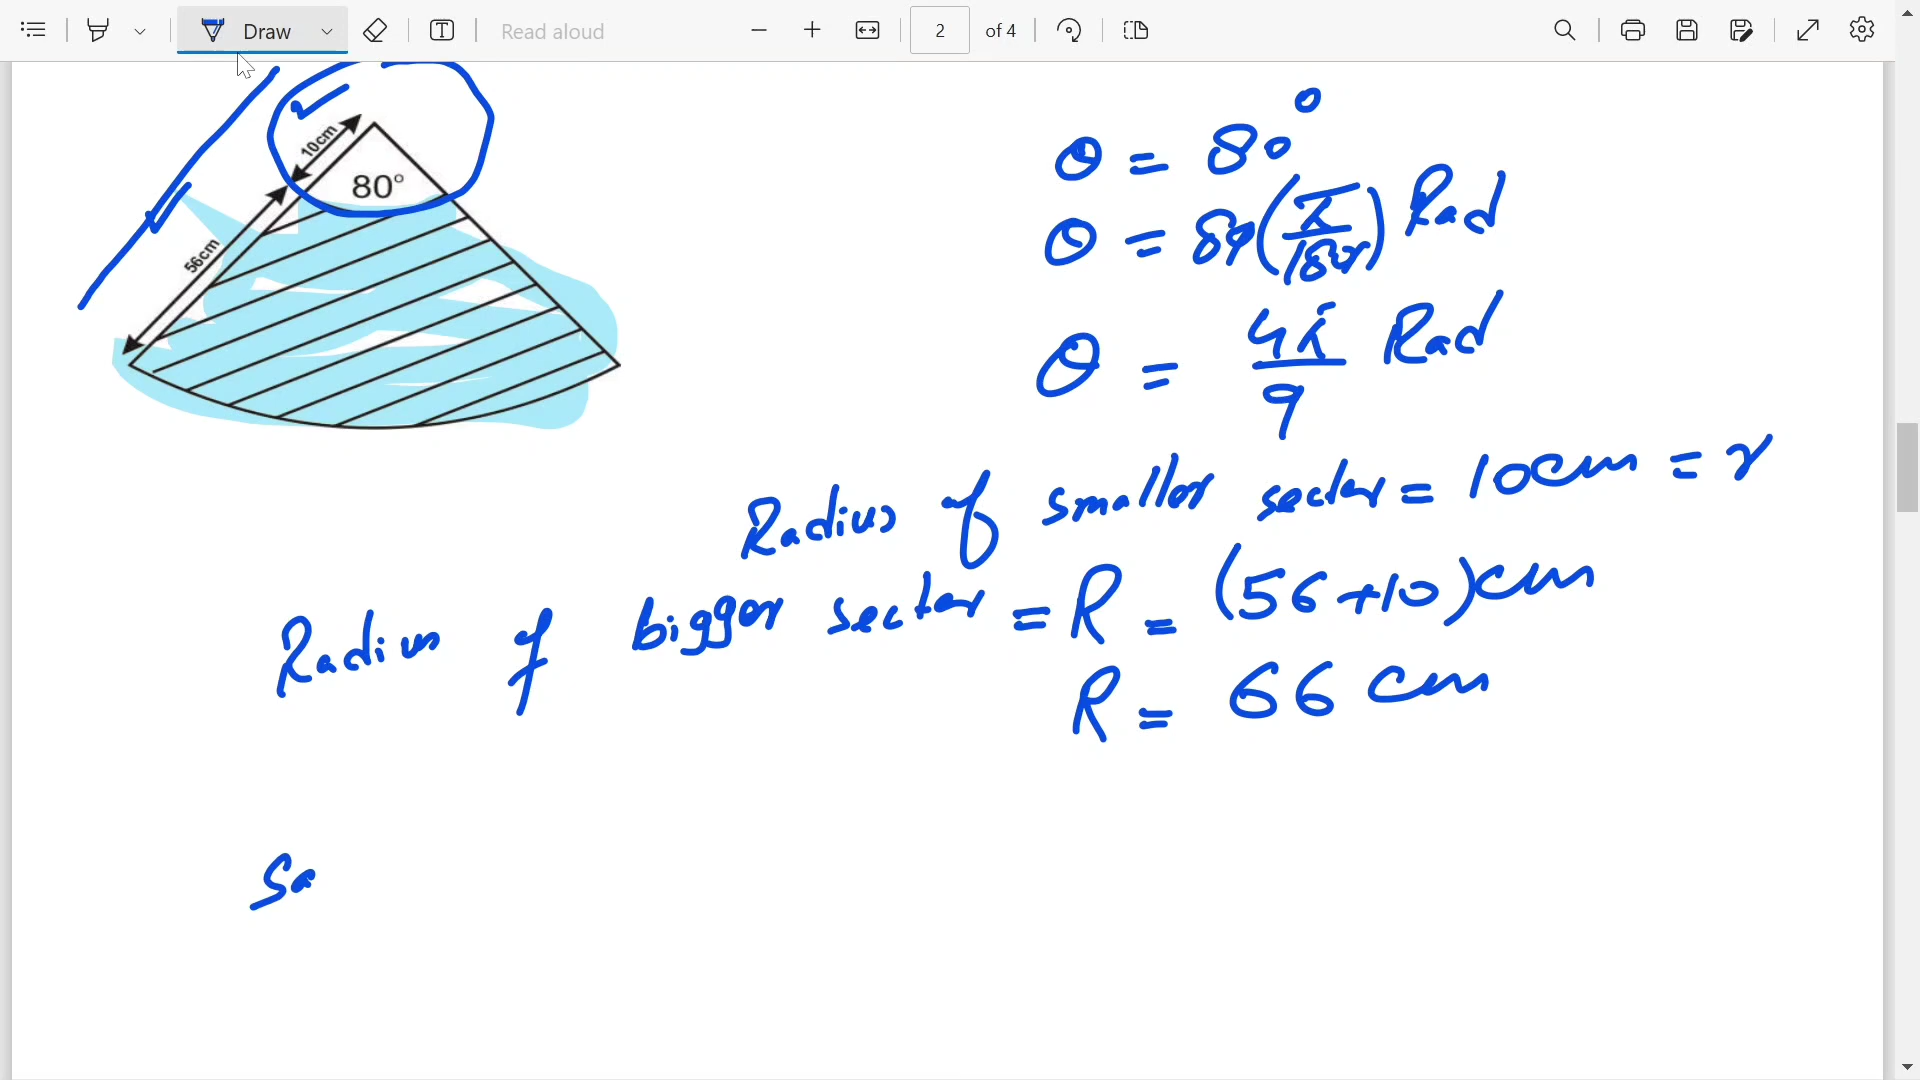 Draw
Read aloud
2 of 4
10cm
80°
56cm
θ = 80°
θ = 80(π/180) Rad
θ = 4π/9 Rad
Radius of smaller sector = 10cm = r
Radius of bigger sector = R = (56+10)cm
R = 66 cm
Sa